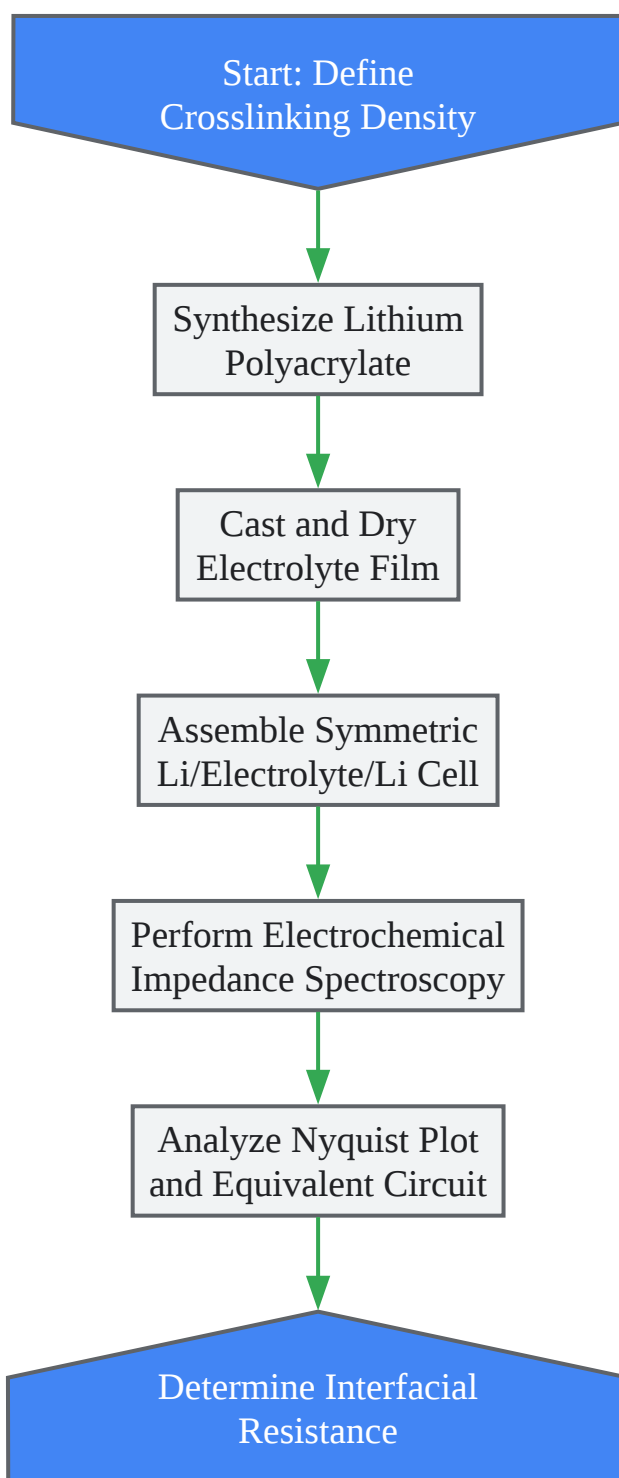 Start: Define
Crosslinking Density
Synthesize Lithium
Polyacrylate
Cast and Dry
Electrolyte Film
Assemble Symmetric
Li/Electrolyte/Li Cell
Perform Electrochemical
Impedance Spectroscopy
Analyze Nyquist Plot
and Equivalent Circuit
Determine Interfacial
Resistance